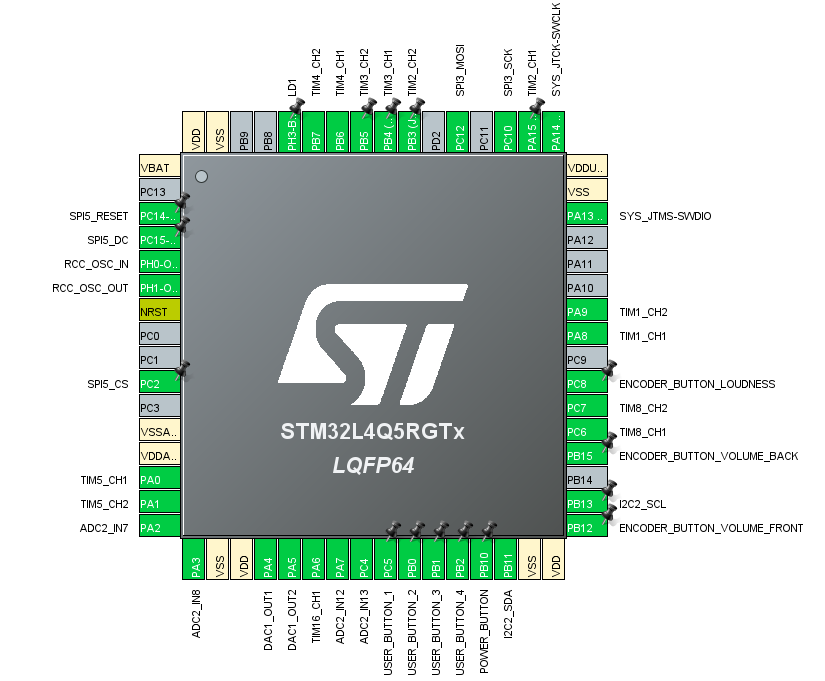 LD1
TIM4_CH2
TIM4_CH1
TIM3_CH2
TIM3_CH1
TIM2_CH2
SPI3_MOSI
SPI3_SCK
TIM2_CH1
SYS_JTCK-SWCLK
VDD
VSS
PB9
PB8
PH3-B..
PB7
PB6
PB5
PB4 (..
PB3 (J..
PD2
PC12
PC11
PC10
PA15 ..
PA14 ..
VBAT
PC13
SPI5_RESET PC14-..
SPI5_DC PC15-..
RCC_OSC_IN PH0-O..
RCC_OSC_OUT PH1-O..
NRST
PC0
PC1
SPI5_CS PC2
PC3
VSSA..
VDDA..
TIM5_CH1 PA0
TIM5_CH2 PA1
ADC2_IN7 PA2
STM32L4Q5RGTx
LQFP64
VDDU..
VSS
PA13 .. SYS_JTMS-SWDIO
PA12
PA11
PA10
PA9 TIM1_CH2
PA8 TIM1_CH1
PC9
PC8 ENCODER_BUTTON_LOUDNESS
PC7 TIM8_CH2
PC6 TIM8_CH1
PB15 ENCODER_BUTTON_VOLUME_BACK
PB14
PB13 I2C2_SCL
PB12 ENCODER_BUTTON_VOLUME_FRONT
PA3
VSS
VDD
PA4
PA5
PA6
PA7
PC4
PC5
PB0
PB1
PB2
PB10
PB11
VSS
VDD
ADC2_IN8
DAC1_OUT1
DAC1_OUT2
TIM16_CH1
ADC2_IN12
ADC2_IN13
USER_BUTTON_1
USER_BUTTON_2
USER_BUTTON_3
USER_BUTTON_4
POWER_BUTTON
I2C2_SDA